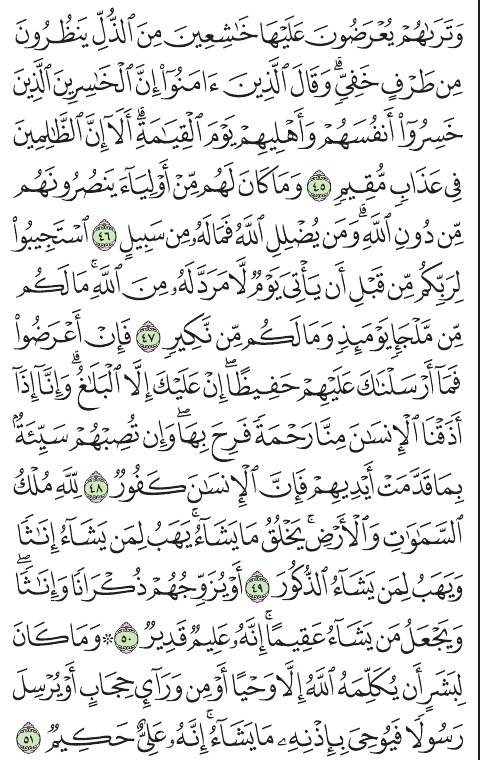 وَتَرَىٰهُمْ يُعْرَضُونَ عَلَيْهَا خَٰشِعِينَ مِنَ ٱلذُّلِّ يَنظُرُونَ
مِن طَرْفٍ خَفِىٍّ ۗ وَقَالَ ٱلَّذِينَ ءَامَنُوٓا۟ إِنَّ ٱلْخَٰسِرِينَ ٱلَّذِينَ
خَسِرُوٓا۟ أَنفُسَهُمْ وَأَهْلِيهِمْ يَوْمَ ٱلْقِيَٰمَةِ ۗ أَلَآ إِنَّ ٱلظَّٰلِمِينَ
فِى عَذَابٍ مُّقِيمٍ ٤٥ وَمَا كَانَ لَهُم مِّنْ أَوْلِيَآءَ يَنصُرُونَهُم
مِّن دُونِ ٱللَّهِ ۗ وَمَن يُضْلِلِ ٱللَّهُ فَمَا لَهُۥ مِن سَبِيلٍ ٤٦ ٱسْتَجِيبُوا۟
لِرَبِّكُم مِّن قَبْلِ أَن يَأْتِىَ يَوْمٌ لَّا مَرَدَّ لَهُۥ مِنَ ٱللَّهِ ۚ مَا لَكُم
مِّن مَّلْجَإٍ يَوْمَئِذٍ وَمَا لَكُم مِّن نَّكِيرٍ ٤٧ فَإِنْ أَعْرَضُوا۟
فَمَآ أَرْسَلْنَٰكَ عَلَيْهِمْ حَفِيظًا ۖ إِنْ عَلَيْكَ إِلَّا ٱلْبَلَٰغُ ۗ وَإِنَّآ إِذَآ
أَذَقْنَا ٱلْإِنسَٰنَ مِنَّا رَحْمَةً فَرِحَ بِهَا ۖ وَإِن تُصِبْهُمْ سَيِّئَةٌۢ
بِمَا قَدَّمَتْ أَيْدِيهِمْ فَإِنَّ ٱلْإِنسَٰنَ كَفُورٌ ٤٨ لِّلَّهِ مُلْكُ
ٱلسَّمَٰوَٰتِ وَٱلْأَرْضِ ۚ يَخْلُقُ مَا يَشَآءُ ۚ يَهَبُ لِمَن يَشَآءُ إِنَٰثًا
وَيَهَبُ لِمَن يَشَآءُ ٱلذُّكُورَ ٤٩ أَوْ يُزَوِّجُهُمْ ذُكْرَانًا وَإِنَٰثًا ۖ
وَيَجْعَلُ مَن يَشَآءُ عَقِيمًا ۚ إِنَّهُۥ عَلِيمٌ قَدِيرٌ ٥٠ ۞ وَمَا كَانَ
لِبَشَرٍ أَن يُكَلِّمَهُ ٱللَّهُ إِلَّا وَحْيًا أَوْ مِن وَرَآئِ حِجَابٍ أَوْ يُرْسِلَ
رَسُولًا فَيُوحِىَ بِإِذْنِهِۦ مَا يَشَآءُ ۚ إِنَّهُۥ عَلِىٌّ حَكِيمٌ ٥١